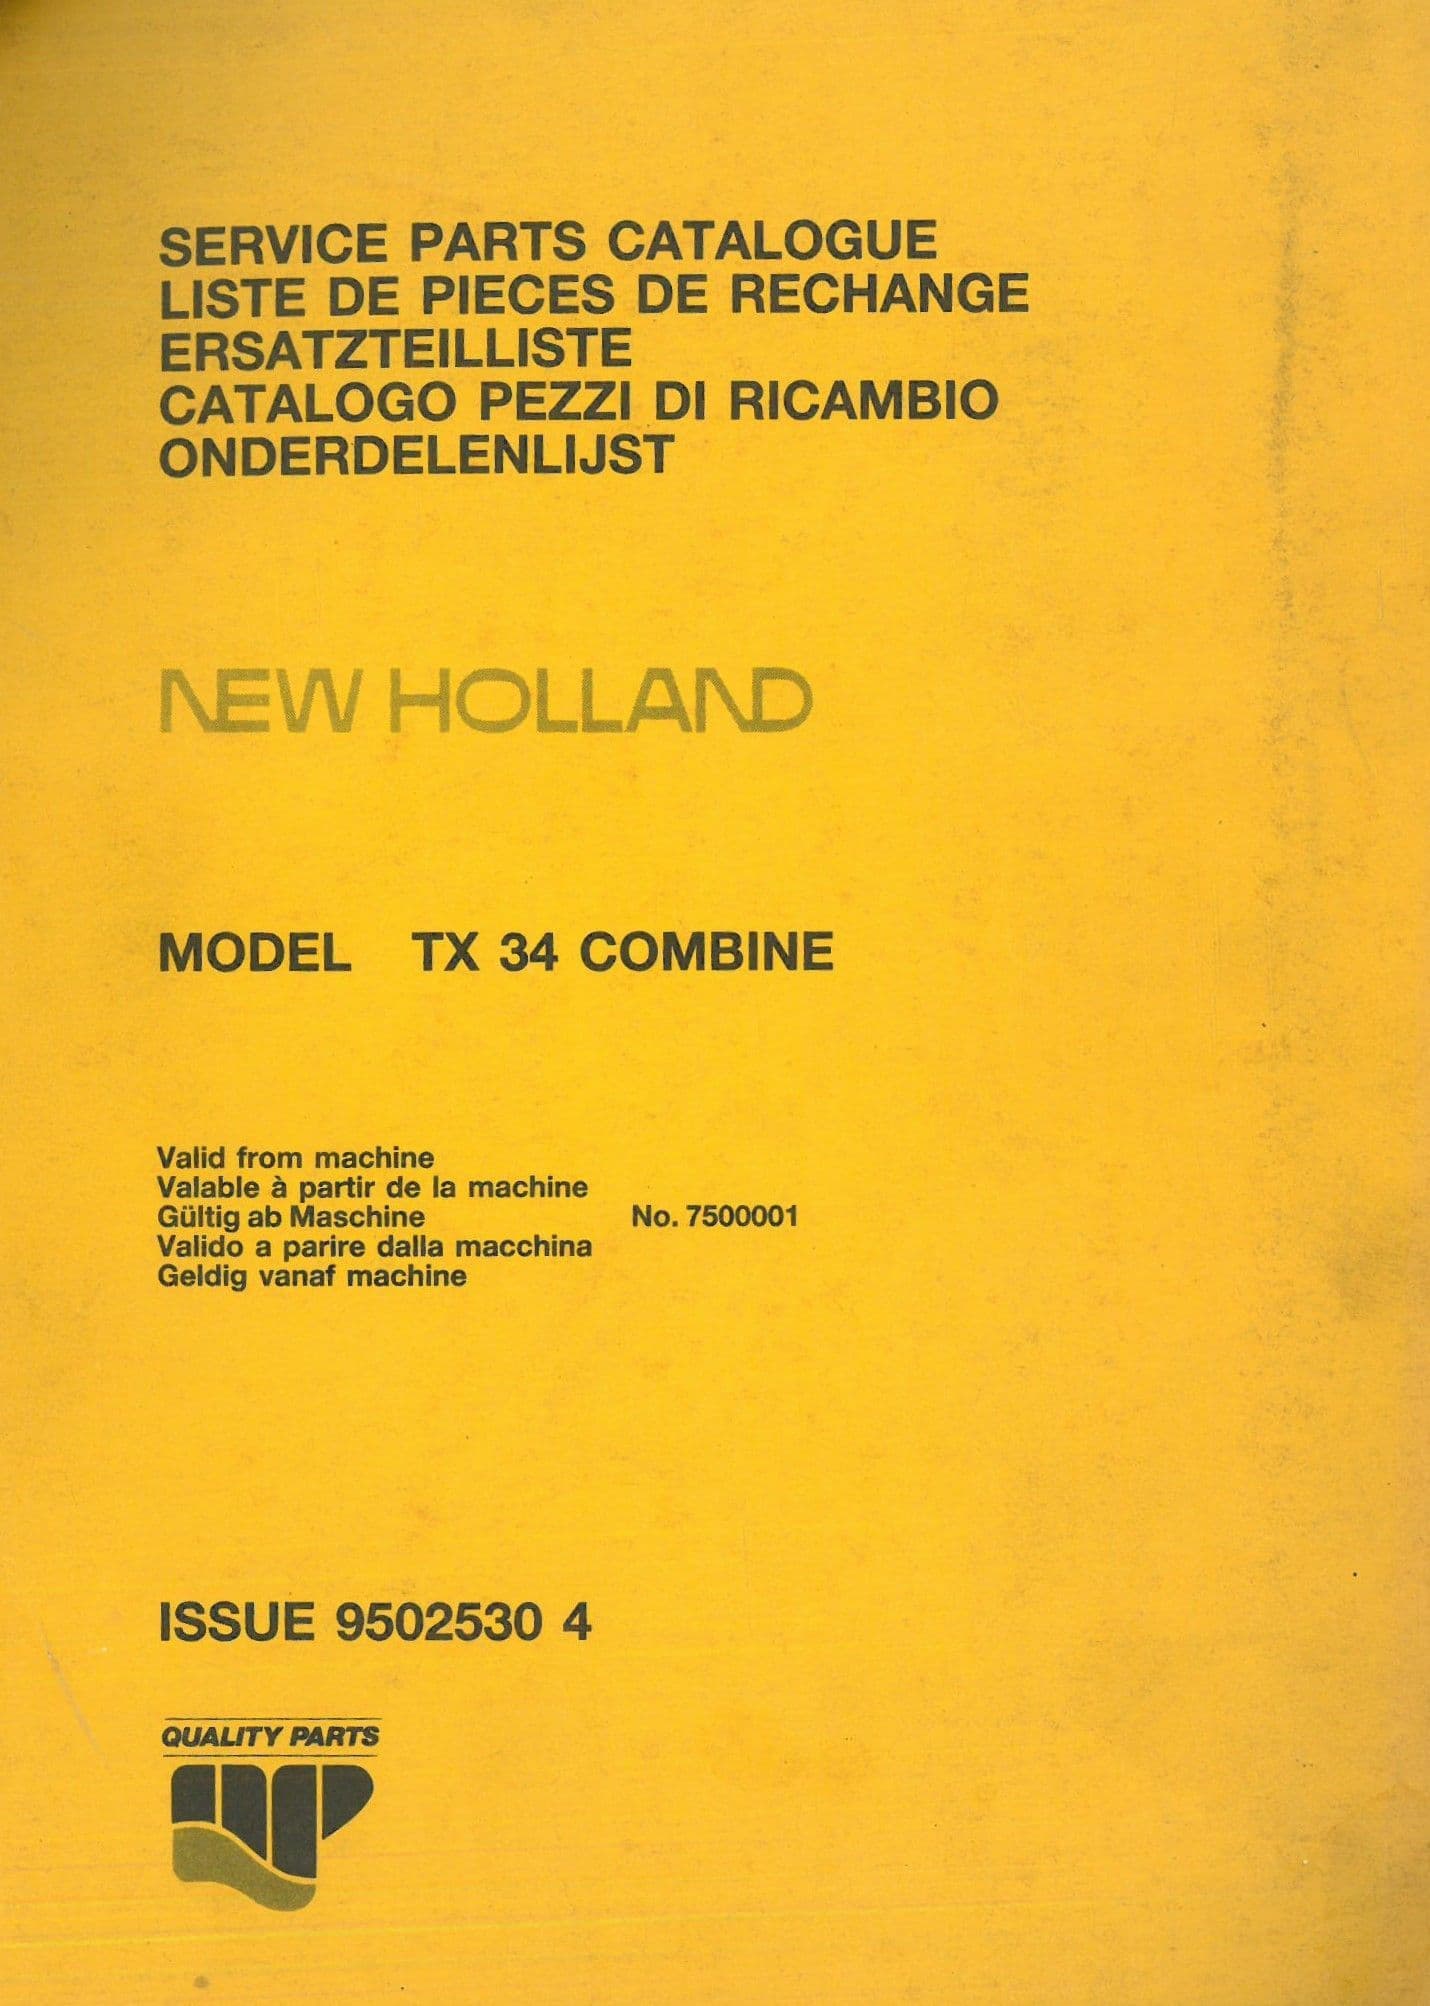 SERVICE PARTS CATALOGUE
LISTE DE PIECES DE RECHANGE
ERSATZTEILLISTE
CATALOGO PEZZI DI RICAMBIO
ONDERDELENLIJST
NEW HOLLAND
MODEL TX 34 COMBINE
Valid from machine
Valable à partir de la machine
Gültig ab Maschine No. 7500001
Valido a parire dalla macchina
Geldig vanaf machine
ISSUE 9502530 4
QUALITY PARTS
QP